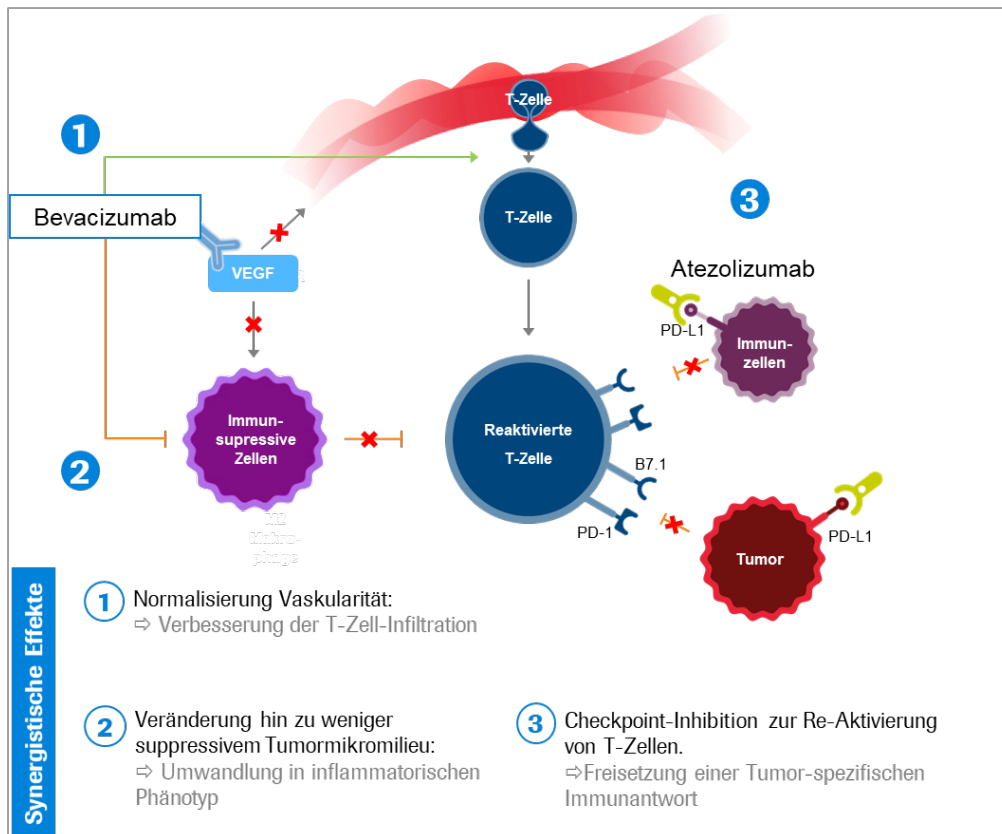 T-Zelle
1
3
T-Zelle
Bevacizumab
VEGF
Atezolizumab
PD-L1
Immun-
zellen
Immun-
supressive
Zellen
Reaktivierte
T-Zelle
2
B7.1
PD-1
PD-L1
Tumor
M2
Makro-
phage
Synergistische Effekte
1 Normalisierung Vaskularität:
⇨ Verbesserung der T-Zell-Infiltration
2 Veränderung hin zu weniger
suppressivem Tumormikromilieu:
⇨ Umwandlung in inflammatorischen
Phänotyp
3 Checkpoint-Inhibition zur Re-Aktivierung
von T-Zellen.
⇨Freisetzung einer Tumor-spezifischen
Immunantwort